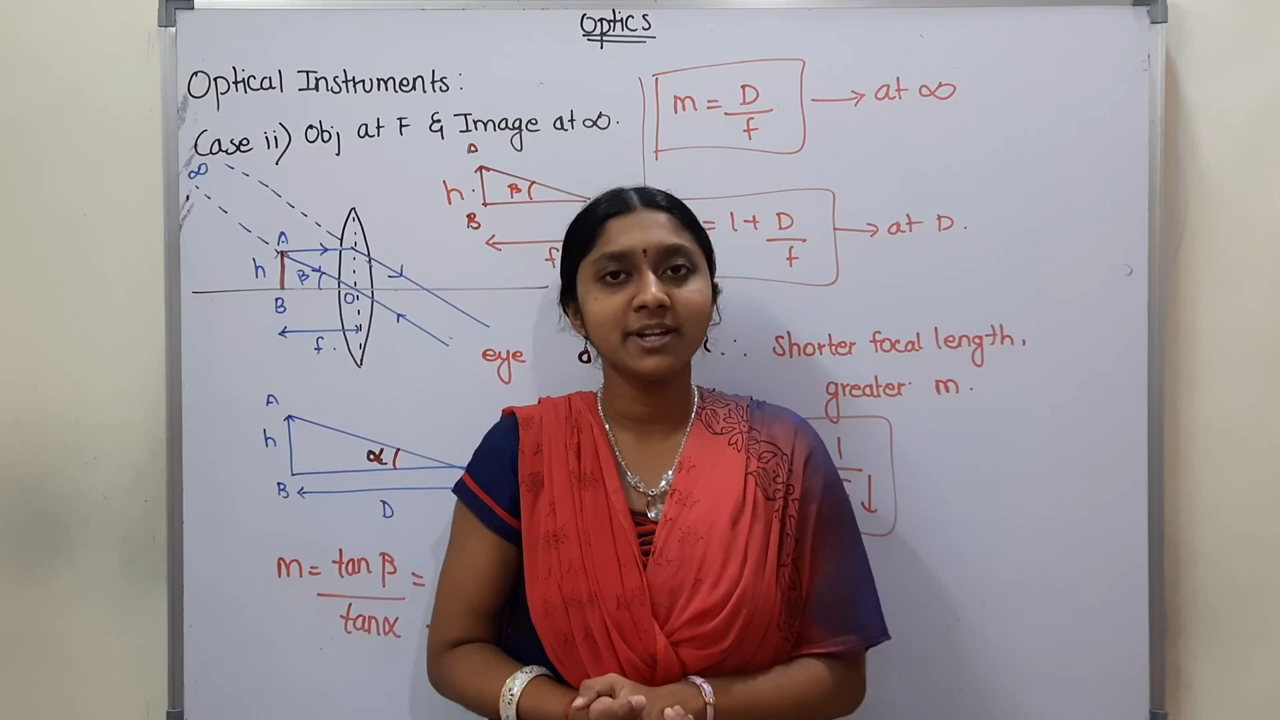 Optics
Optical Instruments:
Case ii) Obj at F & Image at ∞.
m = D/f → at ∞
∞
A
h
B
β
O
f.
A
h.
B
β
f
= 1 + D/f → at D.
eye
∴ Shorter focal length,
greater m.
1
↓
A
h
B
α
D
m = tan β / tan α =